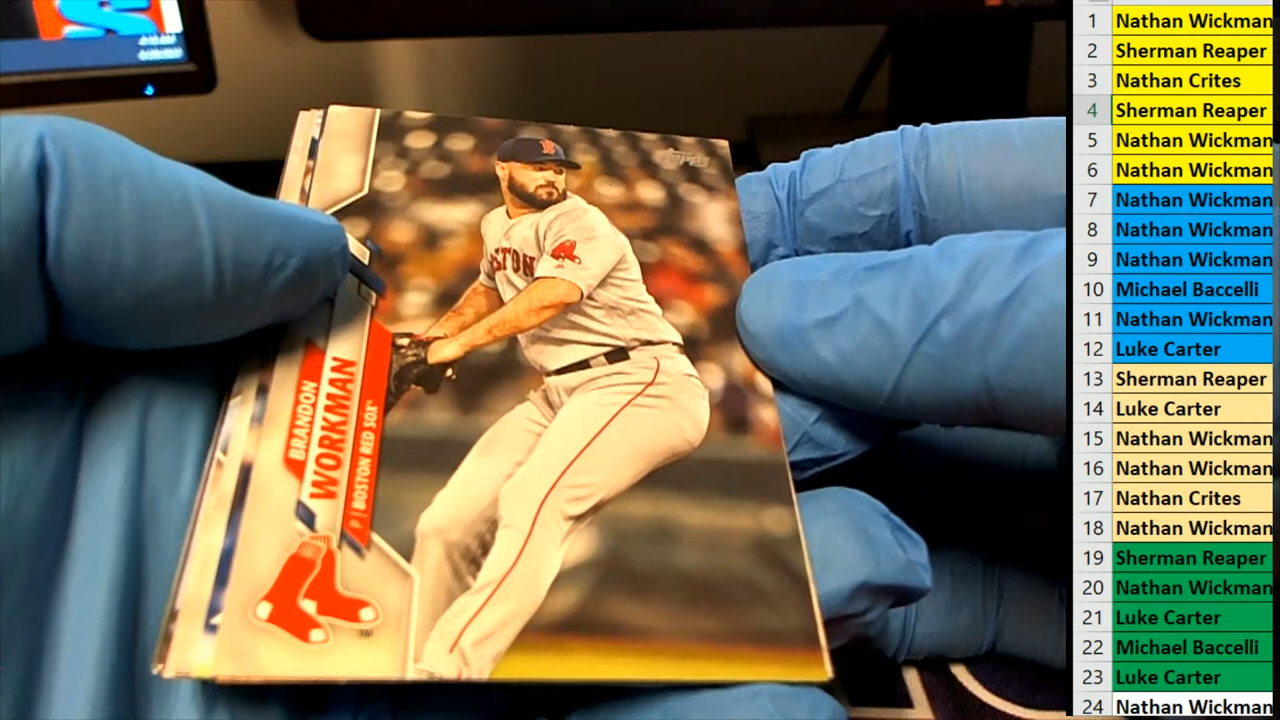 Topps
BOSTON
BRANDON
WORKMAN
P | BOSTON RED SOX
TM
1 Nathan Wickman
2 Sherman Reaper
3 Nathan Crites
4 Sherman Reaper
5 Nathan Wickman
6 Nathan Wickman
7 Nathan Wickman
8 Nathan Wickman
9 Nathan Wickman
10 Michael Baccelli
11 Nathan Wickman
12 Luke Carter
13 Sherman Reaper
14 Luke Carter
15 Nathan Wickman
16 Nathan Wickman
17 Nathan Crites
18 Nathan Wickman
19 Sherman Reaper
20 Nathan Wickman
21 Luke Carter
22 Michael Baccelli
23 Luke Carter
24 Nathan Wickman